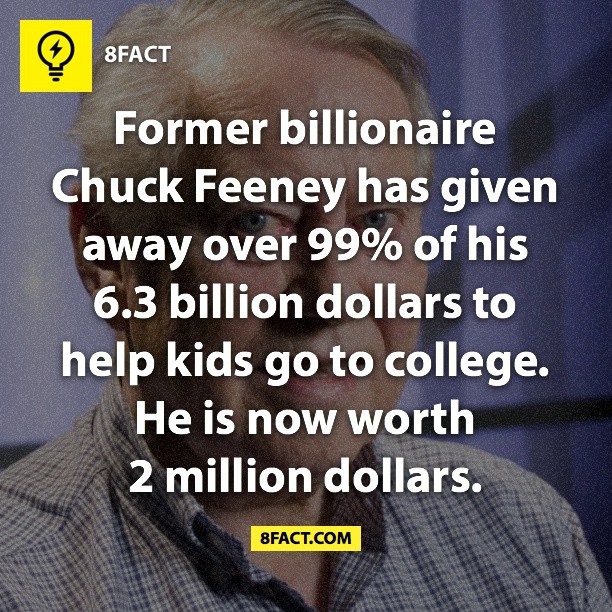 8FACT
Former billionaire
Chuck Feeney has given
away over 99% of his
6.3 billion dollars to
help kids go to college.
He is now worth
2 million dollars.
8FACT.COM